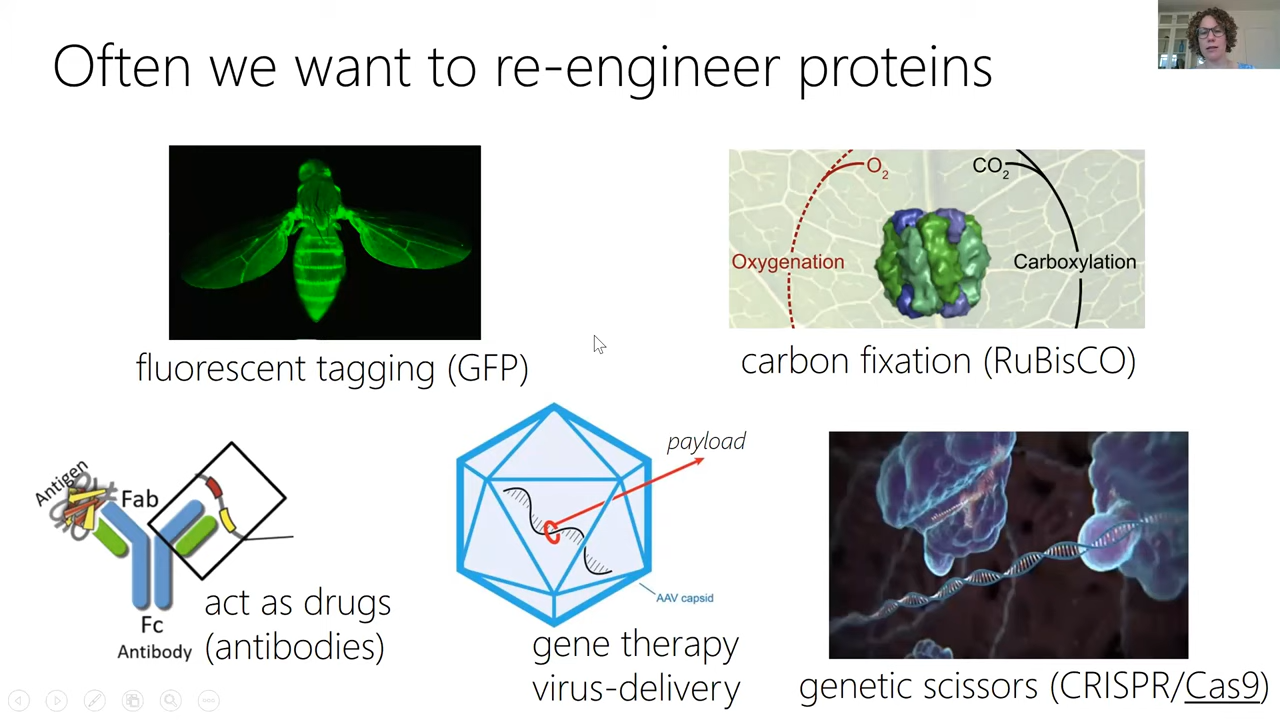 Often we want to re-engineer proteins
O2
CO2
Oxygenation
Carboxylation
fluorescent tagging (GFP)
carbon fixation (RuBisCO)
Antigen
Fab
Fc
Antibody
act as drugs
(antibodies)
payload
AAV capsid
gene therapy
virus-delivery
genetic scissors (CRISPR/Cas9)